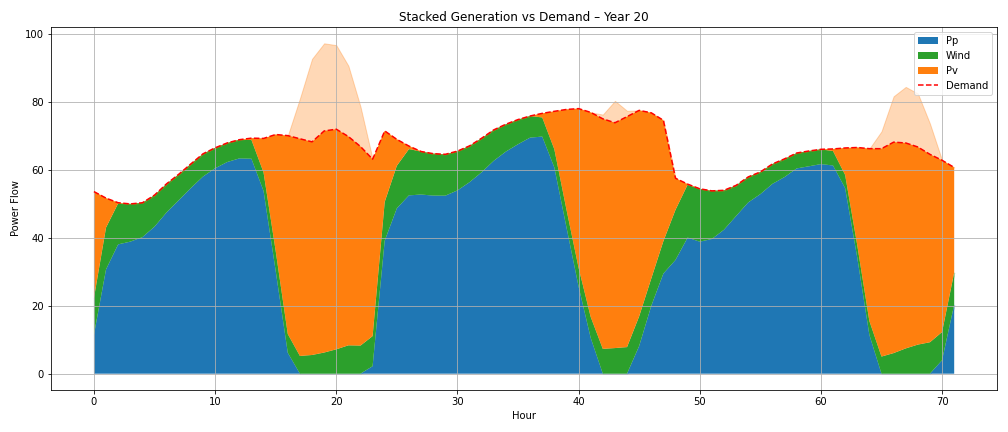 Stacked Generation vs Demand – Year 20
Power Flow
100
80
60
40
20
0
Pp
Wind
Pv
Demand
0 10 20 30 40 50 60 70
Hour